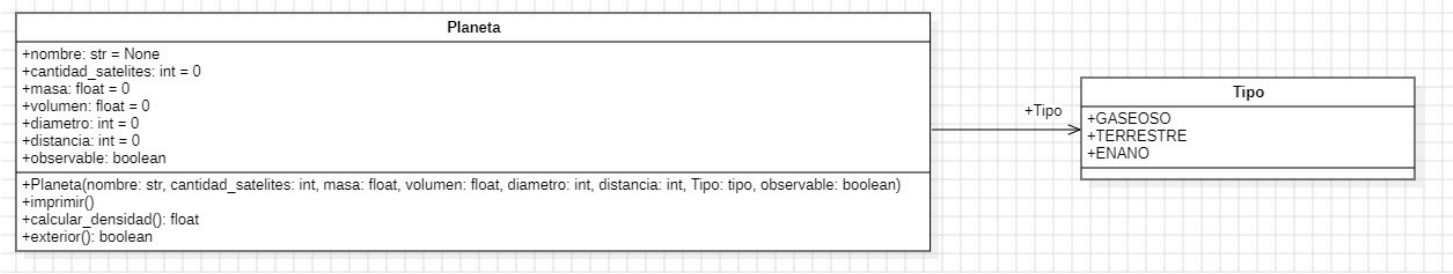 Planeta
+nombre: str = None
+cantidad_satelites: int = 0
+masa: float = 0
+volumen: float = 0
+diametro: int = 0
+distancia: int = 0
+observable: boolean
+Planeta(nombre: str, cantidad_satelites: int, masa: float, volumen: float, diametro: int, distancia: int, Tipo: tipo, observable: boolean)
+imprimir()
+calcular_densidad(): float
+exterior(): boolean
+Tipo
Tipo
+GASEOSO
+TERRESTRE
+ENANO